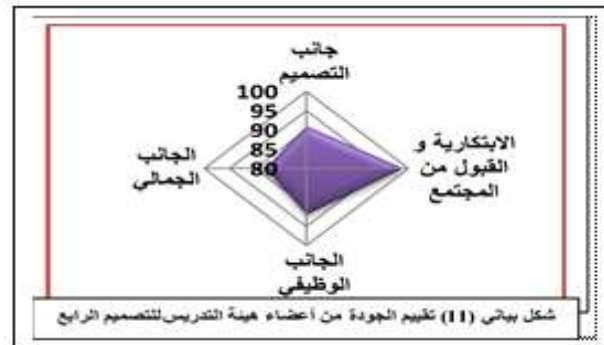 جانب
التصميم
100
95
90
85
80
الابتكارية و
القبول من
المجتمع
الجانب
الجمالي
الجانب
الوظيفي
شكل بياني (11) تقييم الجودة من أعضاء هيئة التدريس للتصميم الرابع